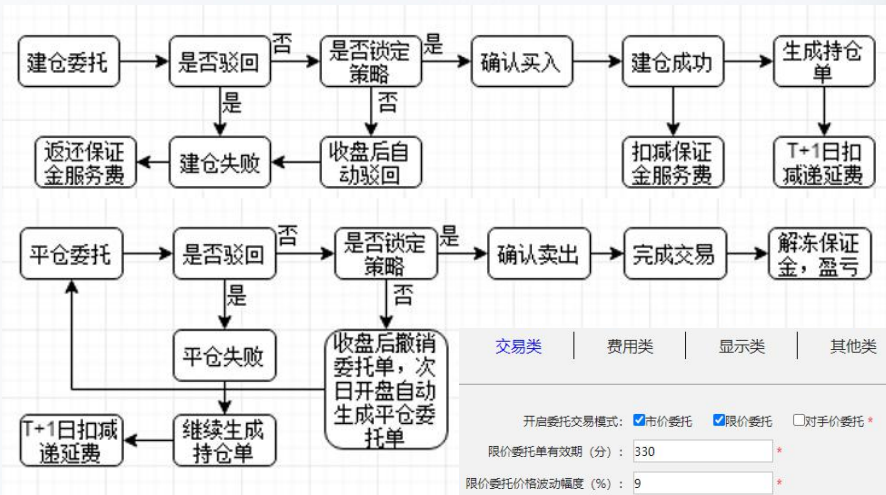 建仓委托
是否驳回
否
是否锁定
策略
是
确认买入
建仓成功
生成持仓
单
是
否
返还保证
金服务费
建仓失败
收盘后自
动驳回
扣减保证
金服务费
T+1日扣
减递延费
平仓委托
是否驳回
否
是否锁定
策略
是
确认卖出
完成交易
解冻保证
金，盈亏
是
否
平仓失败
收盘后撤销
委托单，次
日开盘自动
生成平仓委
托单
T+1日扣减
递延费
继续生成
持仓单
交易类
费用类
显示类
其他类
开启委托交易模式： 市价委托 限价委托 对手价委托 *
限价委托单有效期（分）： 330 *
限价委托价格波动幅度（%）： 9 *